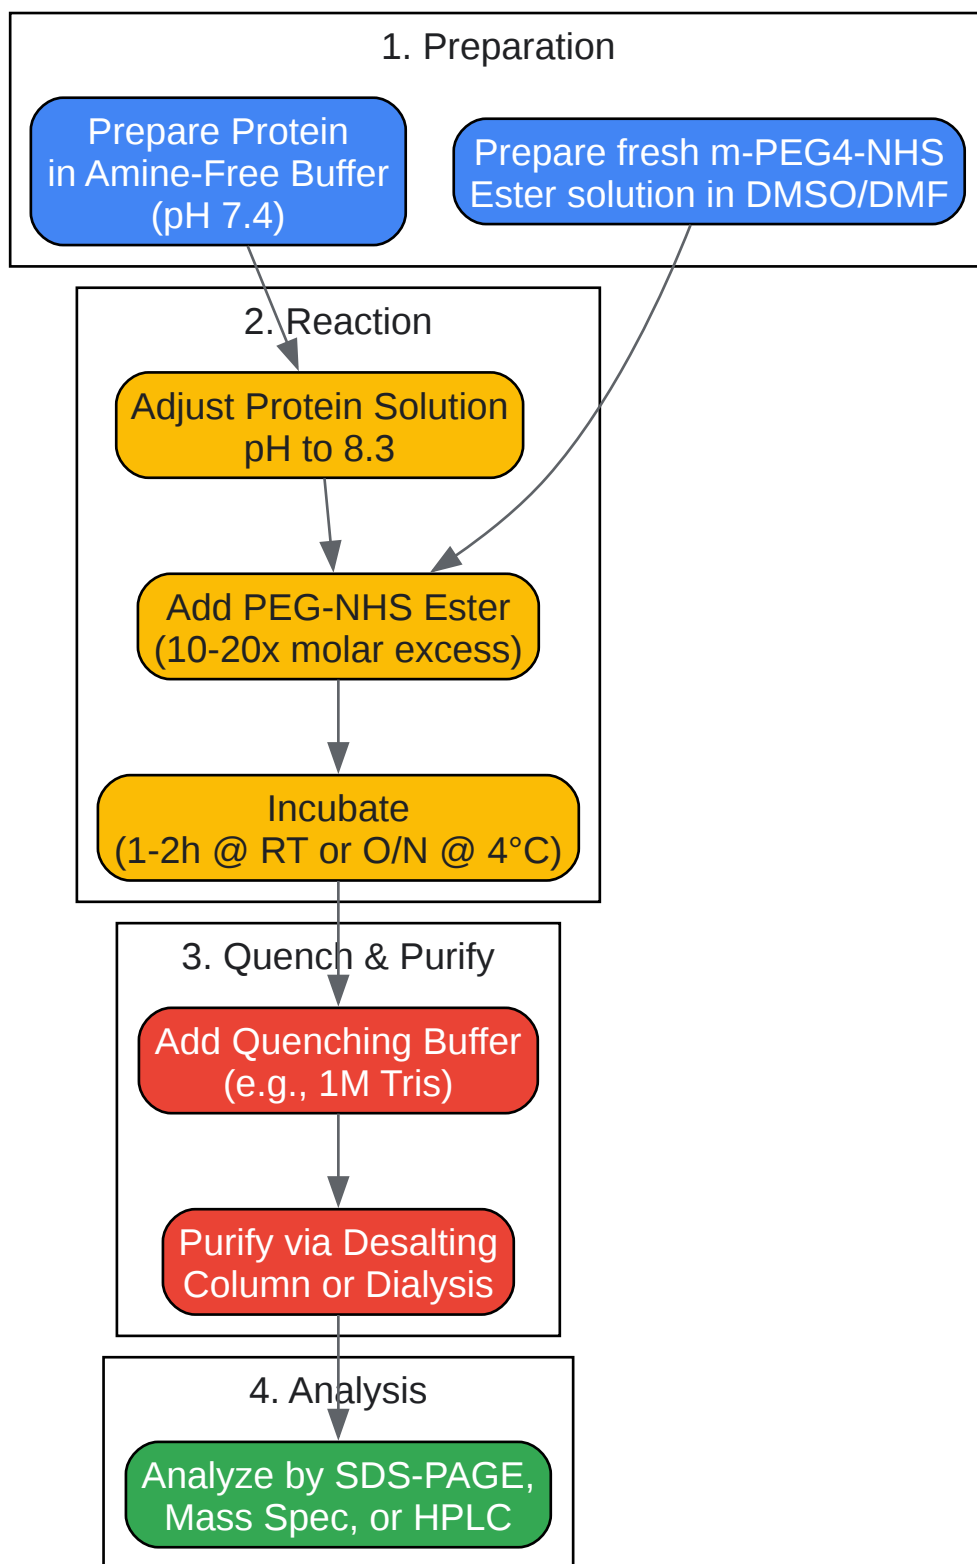 1. Preparation
Prepare Protein
in Amine-Free Buffer
(pH 7.4)
Prepare fresh m-PEG4-NHS
Ester solution in DMSO/DMF
2. Reaction
Adjust Protein Solution
pH to 8.3
Add PEG-NHS Ester
(10-20x molar excess)
Incubate
(1-2h @ RT or O/N @ 4°C)
3. Quench & Purify
Add Quenching Buffer
(e.g., 1M Tris)
Purify via Desalting
Column or Dialysis
4. Analysis
Analyze by SDS-PAGE,
Mass Spec, or HPLC